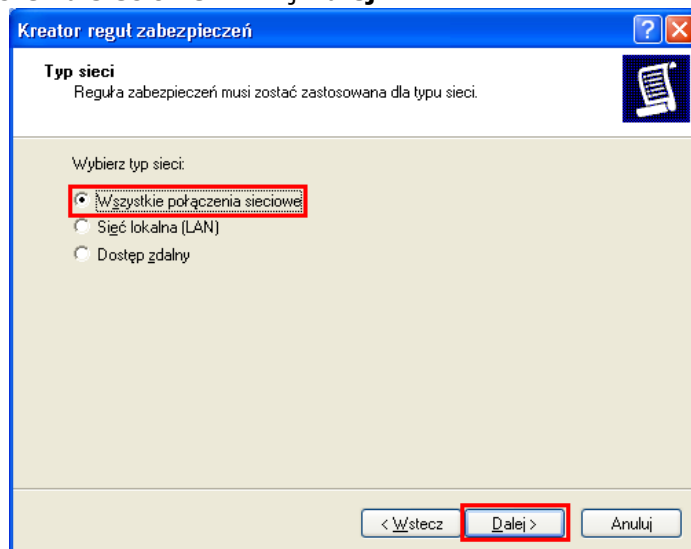 Kreator reguł zabezpieczeń
Typ sieci
Reguła zabezpieczeń musi zostać zastosowana dla typu sieci.
Wybierz typ sieci:
Wszystkie połączenia sieciowe
Sieć lokalna (LAN)
Dostęp zdalny
< Wstecz Dalej > Anuluj